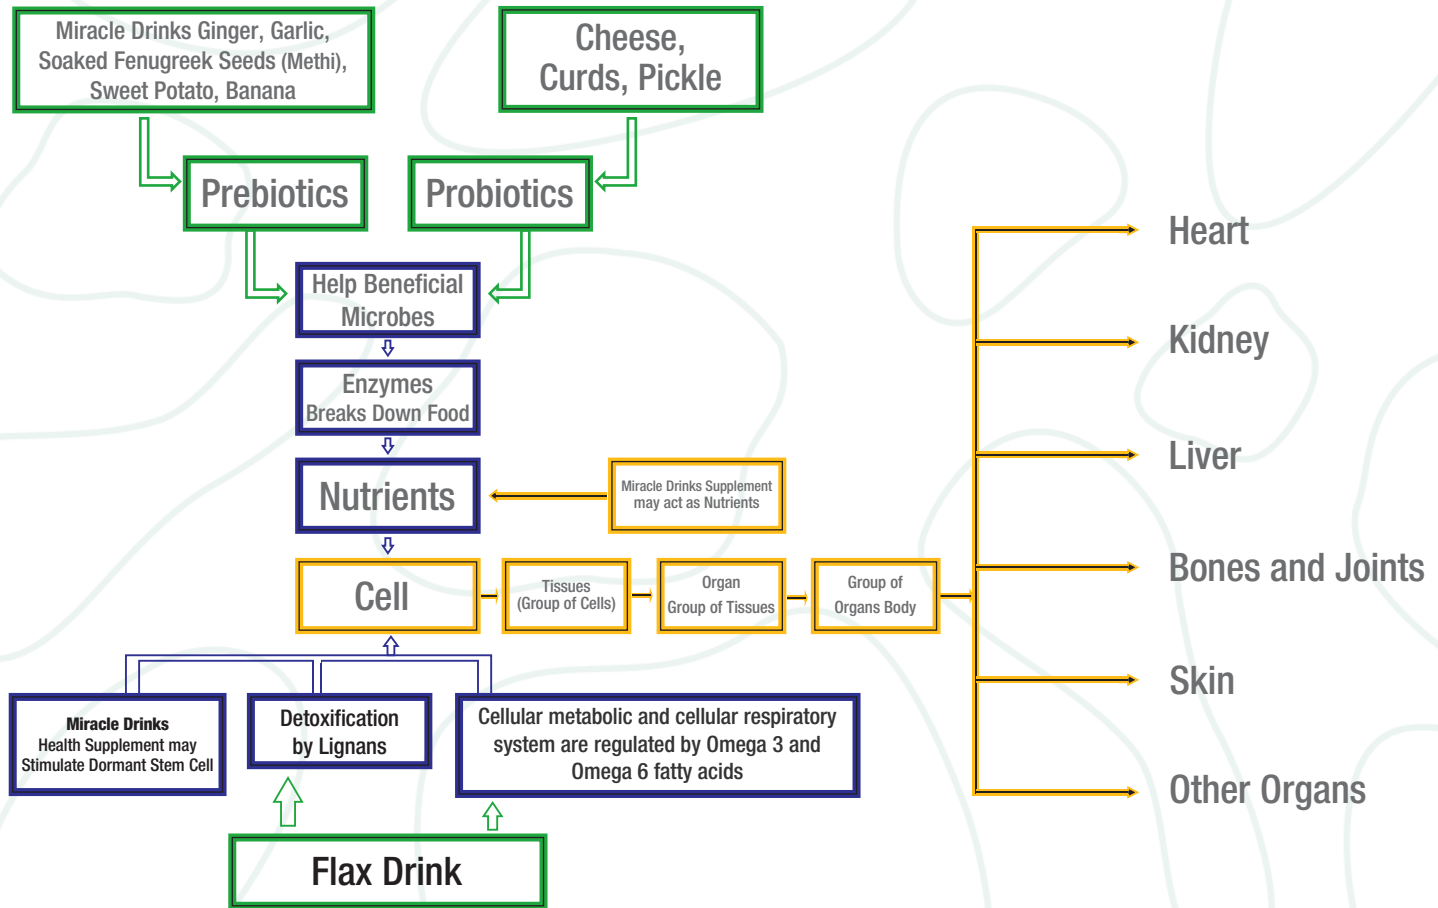 Miracle Drinks Ginger, Garlic,
Soaked Fenugreek Seeds (Methi),
Sweet Potato, Banana
Cheese,
Curds, Pickle
Prebiotics
Probiotics
Help Beneficial
Microbes
Enzymes
Breaks Down Food
Nutrients
Miracle Drinks Supplement
may act as Nutrients
Cell
Tissues
(Group of Cells)
Organ
Group of Tissues
Group of
Organs Body
Heart
Kidney
Liver
Bones and Joints
Skin
Other Organs
Miracle Drinks
Health Supplement may
Stimulate Dormant Stem Cell
Detoxification
by Lignans
Cellular metabolic and cellular respiratory
system are regulated by Omega 3 and
Omega 6 fatty acids
Flax Drink